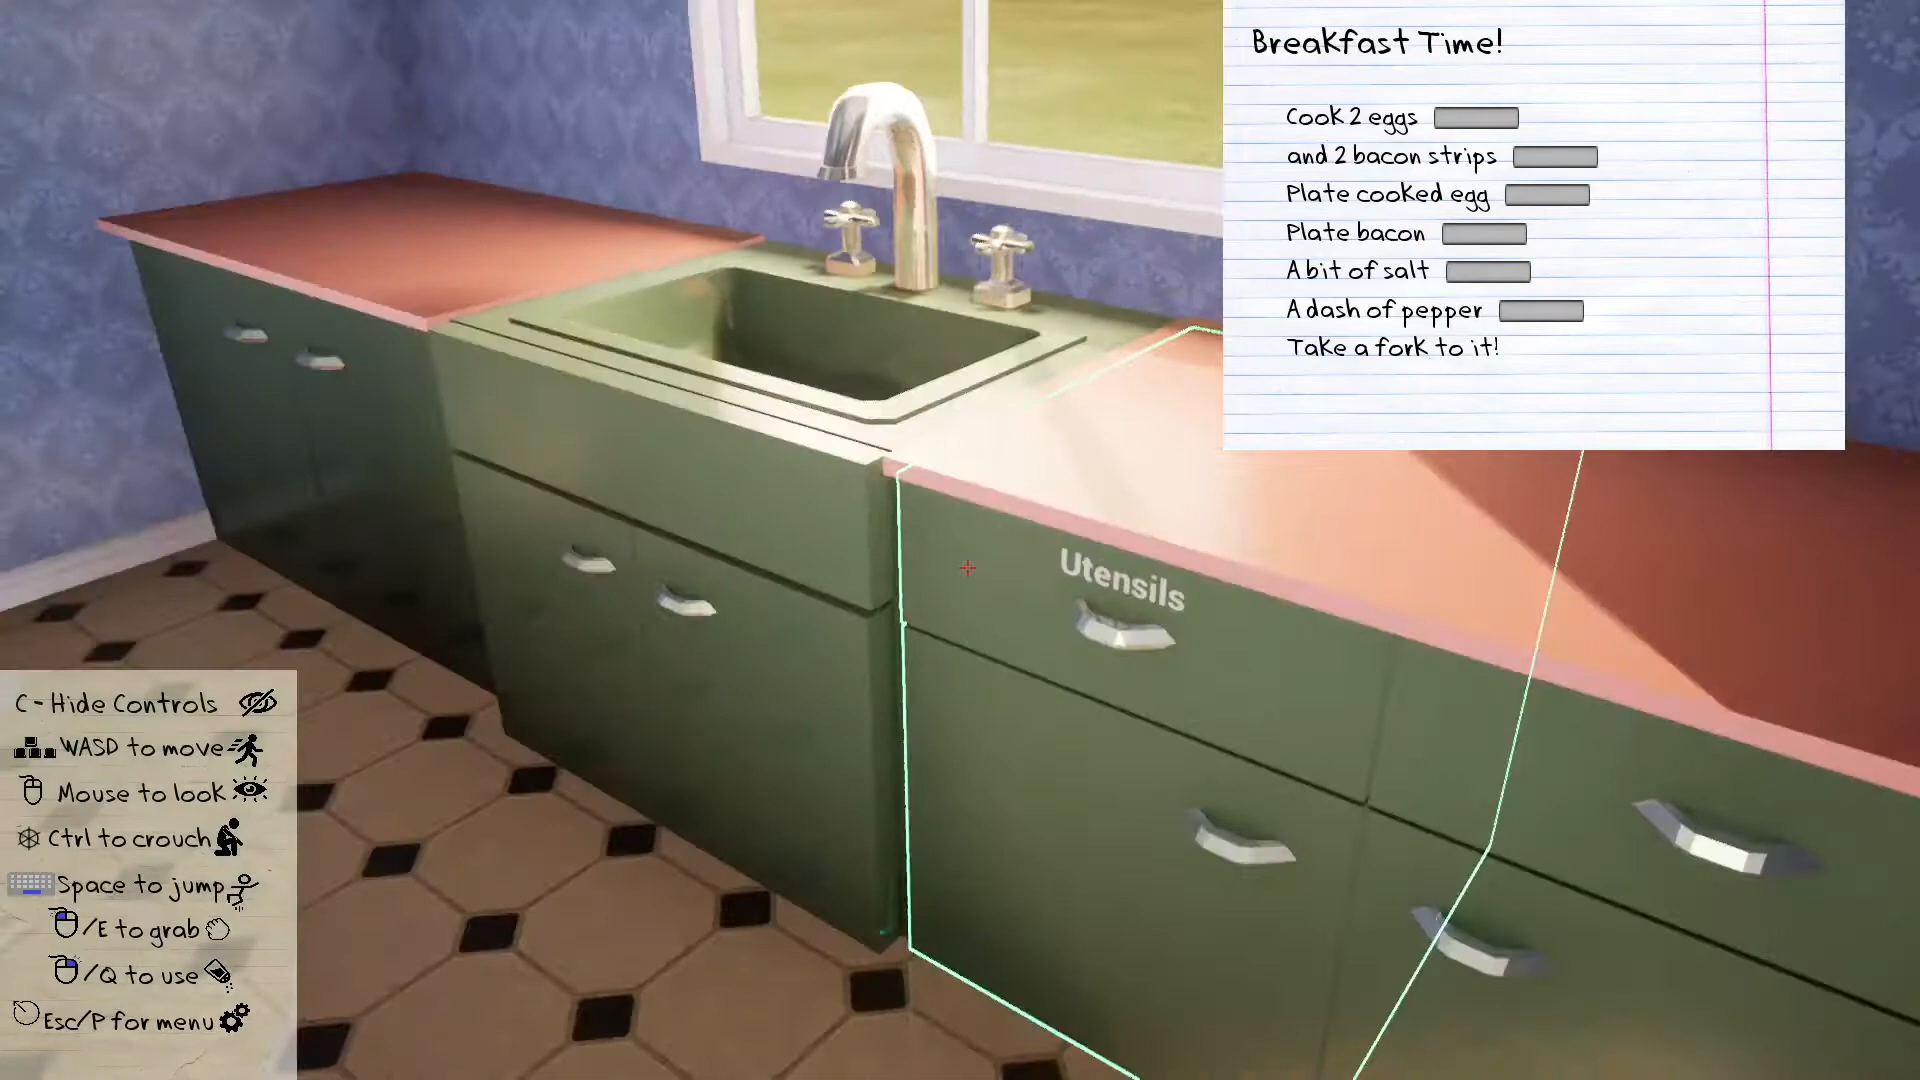 Breakfast Time!
Cook 2 eggs
and 2 bacon strips
Plate cooked egg
Plate bacon
A bit of salt
A dash of pepper
Take a fork to it!
Utensils
C - Hide Controls
WASD to move
Mouse to look
Ctrl to crouch
Space to jump
/E to grab
/Q to use
Esc/P for menu